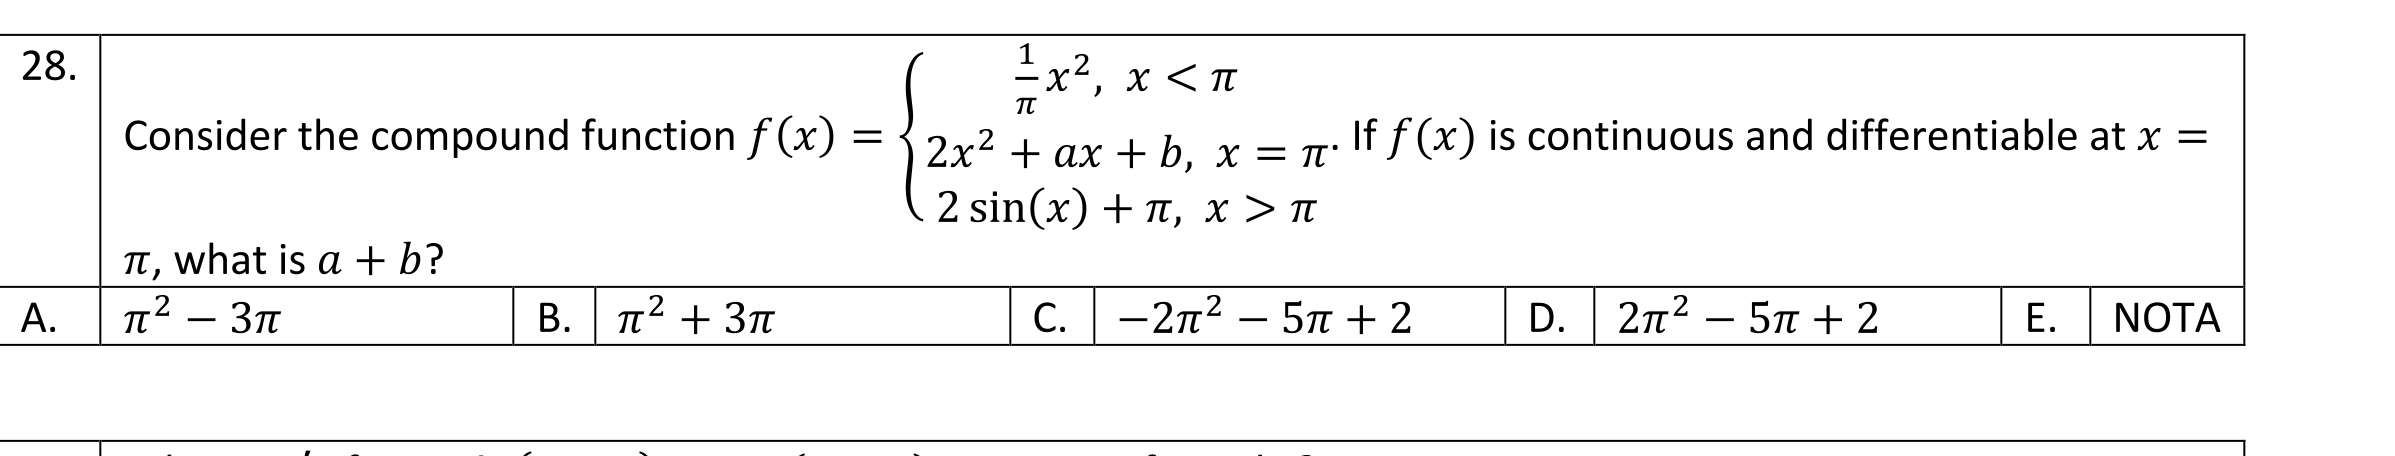 28.
Consider the compound function f(x) = { 1/π x², x < π
2x² + ax + b, x = π
2 sin(x) + π, x > π
. If f(x) is continuous and differentiable at x =
π, what is a + b?
A. π² − 3π B. π² + 3π C. −2π² − 5π + 2 D. 2π² − 5π + 2 E. NOTA